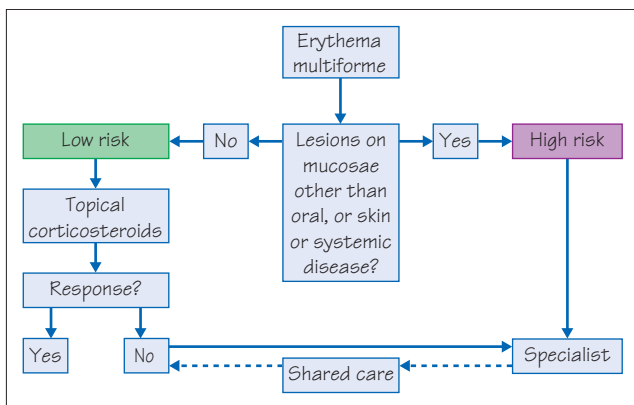 Erythema
multiforme
Low risk
No
Lesions on
mucosae
other than
oral, or skin
or systemic
disease?
Yes
High risk
Topical
corticosteroids
Response?
Yes
No
Shared care
Specialist